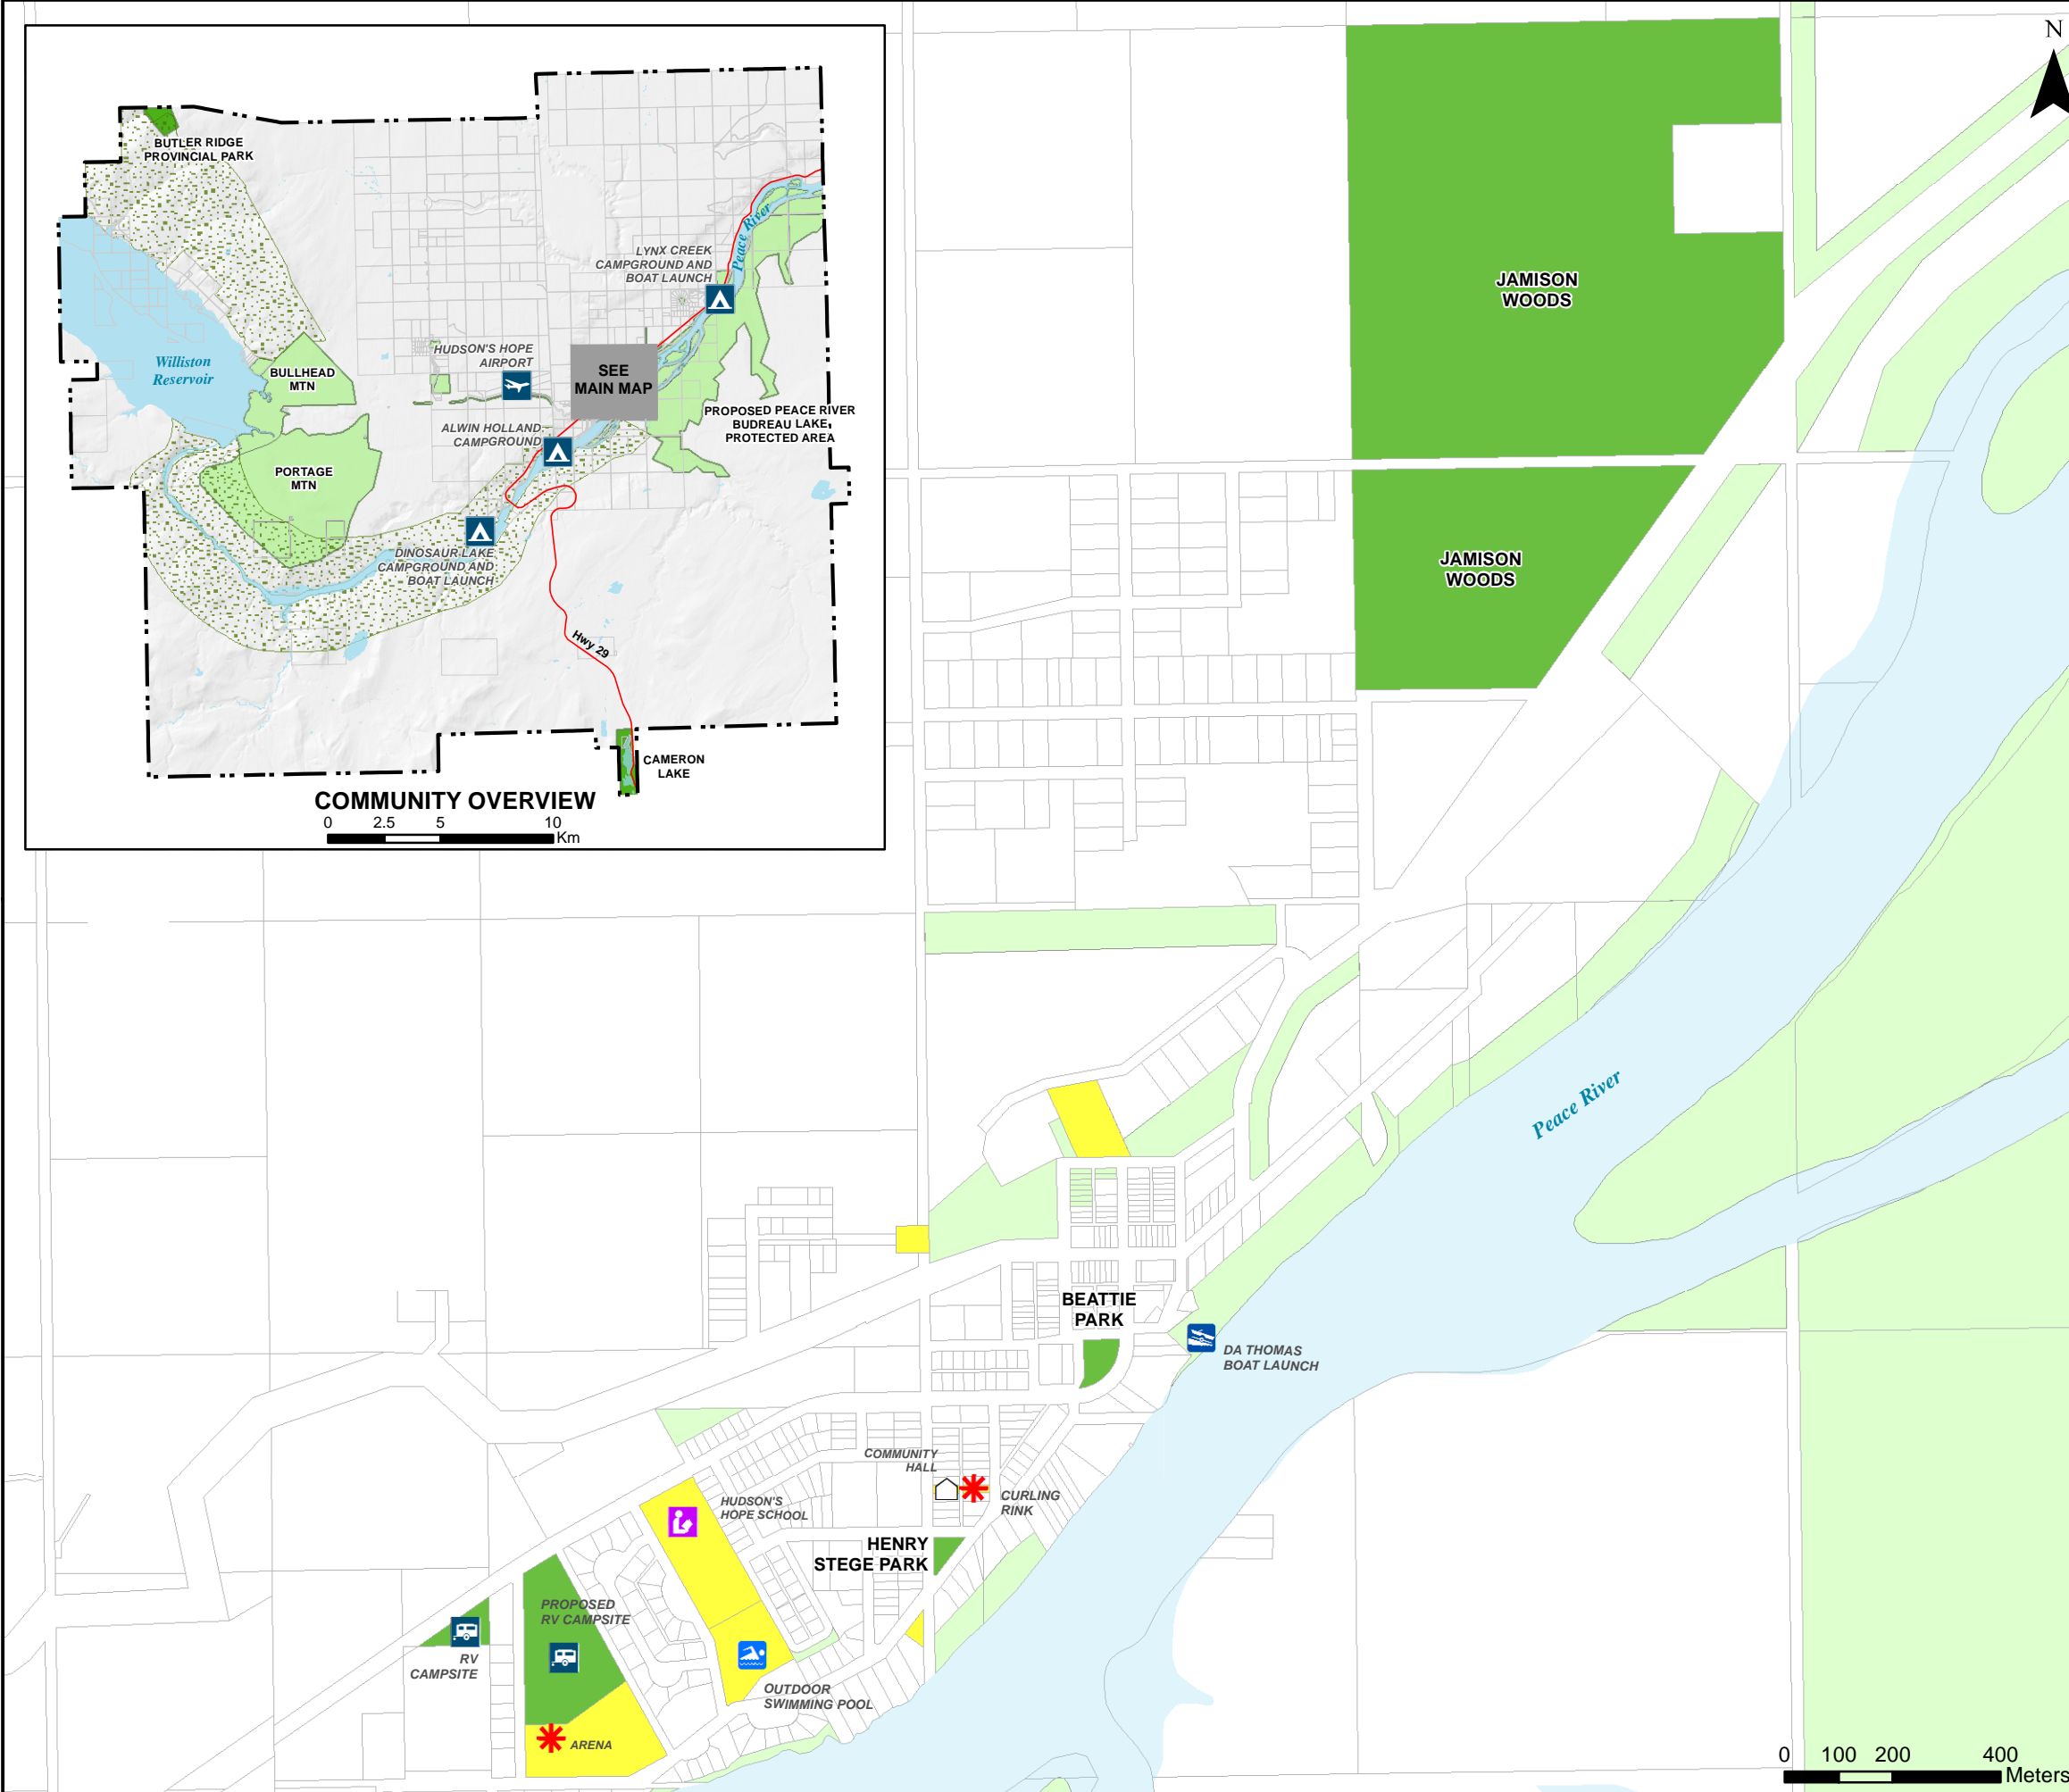 N
BUTLER RIDGE
PROVINCIAL PARK
LYNX CREEK
CAMPGROUND AND
BOAT LAUNCH
Peace River
Williston
Reservoir
BULLHEAD
MTN
HUDSON'S HOPE
AIRPORT
SEE
MAIN MAP
ALWIN HOLLAND
CAMPGROUND
PROPOSED PEACE RIVER
BUDREAU LAKE
PROTECTED AREA
PORTAGE
MTN
DINOSAUR LAKE
CAMPGROUND AND
BOAT LAUNCH
Hwy 29
CAMERON
LAKE
COMMUNITY OVERVIEW
0 2.5 5 10
Km
JAMISON
WOODS
JAMISON
WOODS
Peace River
BEATTIE
PARK
DA THOMAS
BOAT LAUNCH
COMMUNITY
HALL
CURLING
RINK
HUDSON'S
HOPE SCHOOL
HENRY
STEGE PARK
PROPOSED
RV CAMPSITE
RV
CAMPSITE
OUTDOOR
SWIMMING POOL
ARENA
0 100 200 400
Meters